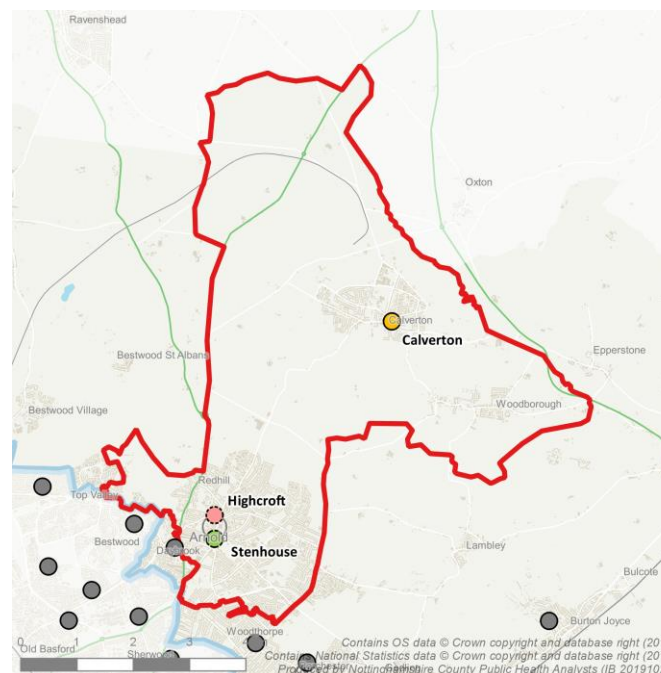 Ravenshead
Oxton
Calverton
Calverton
Bestwood St Albans
Epperstone
Woodborough
Bestwood Village
Redhill
Top Valley
Highcroft
Bestwood
Arnold
Daybrook
Stenhouse
Lambley
Bulcote
Burton Joyce
Woodthorpe
0
3
Old Basford
Sherwood
Contains OS data © Crown copyright and database right (20
Contains National Statistics data © Crown copyright and database right (20
Produced by Nottinghamshire County Public Health Analysts (IB 201910